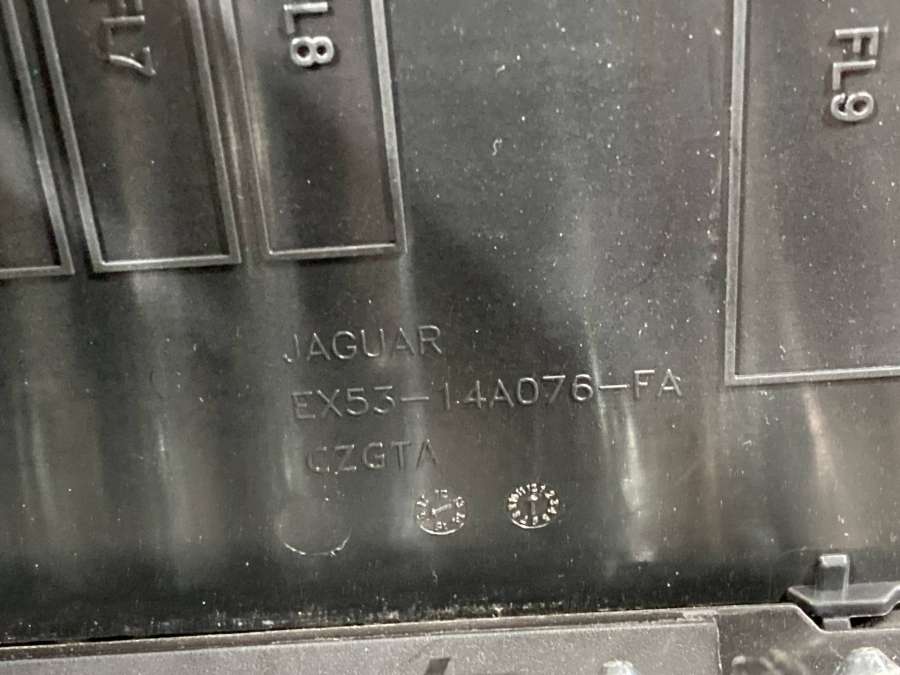 FL7
FL8
FL9
JAGUAR
EX53-14A076-FA
CZGTA